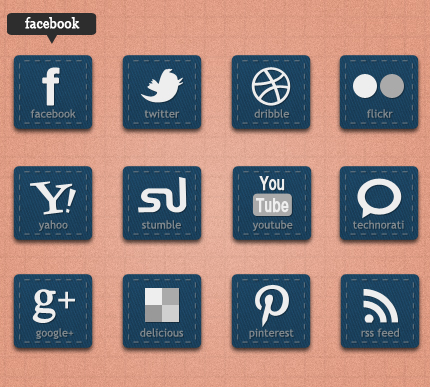 facebook
f
facebook
twitter
dribble
flickr
Y!
yahoo
stumble
You
Tube
youtube
technorati
g+
google+
delicious
pinterest
rss feed